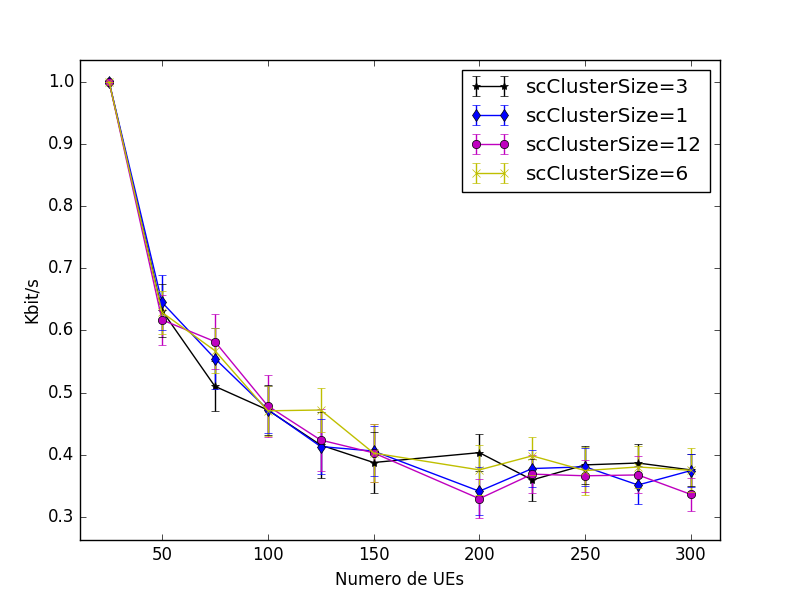 1.0
0.9
0.8
0.7
0.6
0.5
0.4
0.3
Kbit/s
scClusterSize=3
scClusterSize=1
scClusterSize=12
scClusterSize=6
50 100 150 200 250 300
Numero de UEs